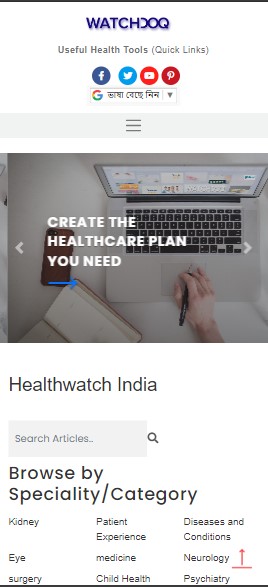 WATCHDOQ
Useful Health Tools (Quick Links)
ভাষা বেছে নিন ▼
CREATE THE
HEALTHCARE PLAN
YOU NEED
Healthwatch India
Search Articles..
Browse by
Speciality/Category
Kidney Patient Diseases and
Experience Conditions
Eye medicine Neurology
surgery Child Health Psychiatry